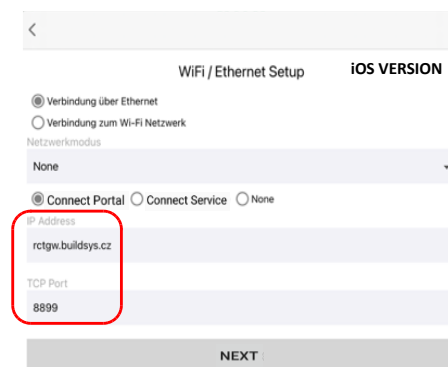 WiFi / Ethernet Setup
iOS VERSION
Verbindung über Ethernet
Verbindung zum Wi-Fi Netzwerk
Netzwerkmodus
None
Connect Portal Connect Service None
IP Address
rctgw.buildsys.cz
TCP Port
8899
NEXT